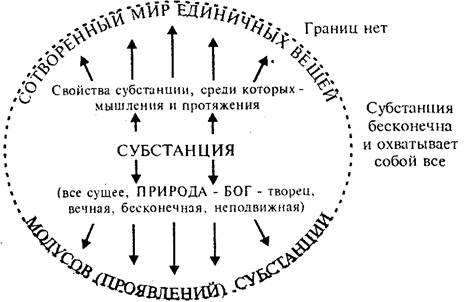 СОТВОРЕННЫЙ МИР ЕДИНИЧНЫХ ВЕЩЕЙ
Границ нет
Свойства субстанции, среди которых -
мышления и протяжения
СУБСТАНЦИЯ
(все сущее, ПРИРОДА - БОГ - творец,
вечная, бесконечная, неподвижная)
Субстанция
бесконечна
и охватывает
собой все
МОДУСОВ (ПРОЯВЛЕНИЙ) СУБСТАНЦИИ